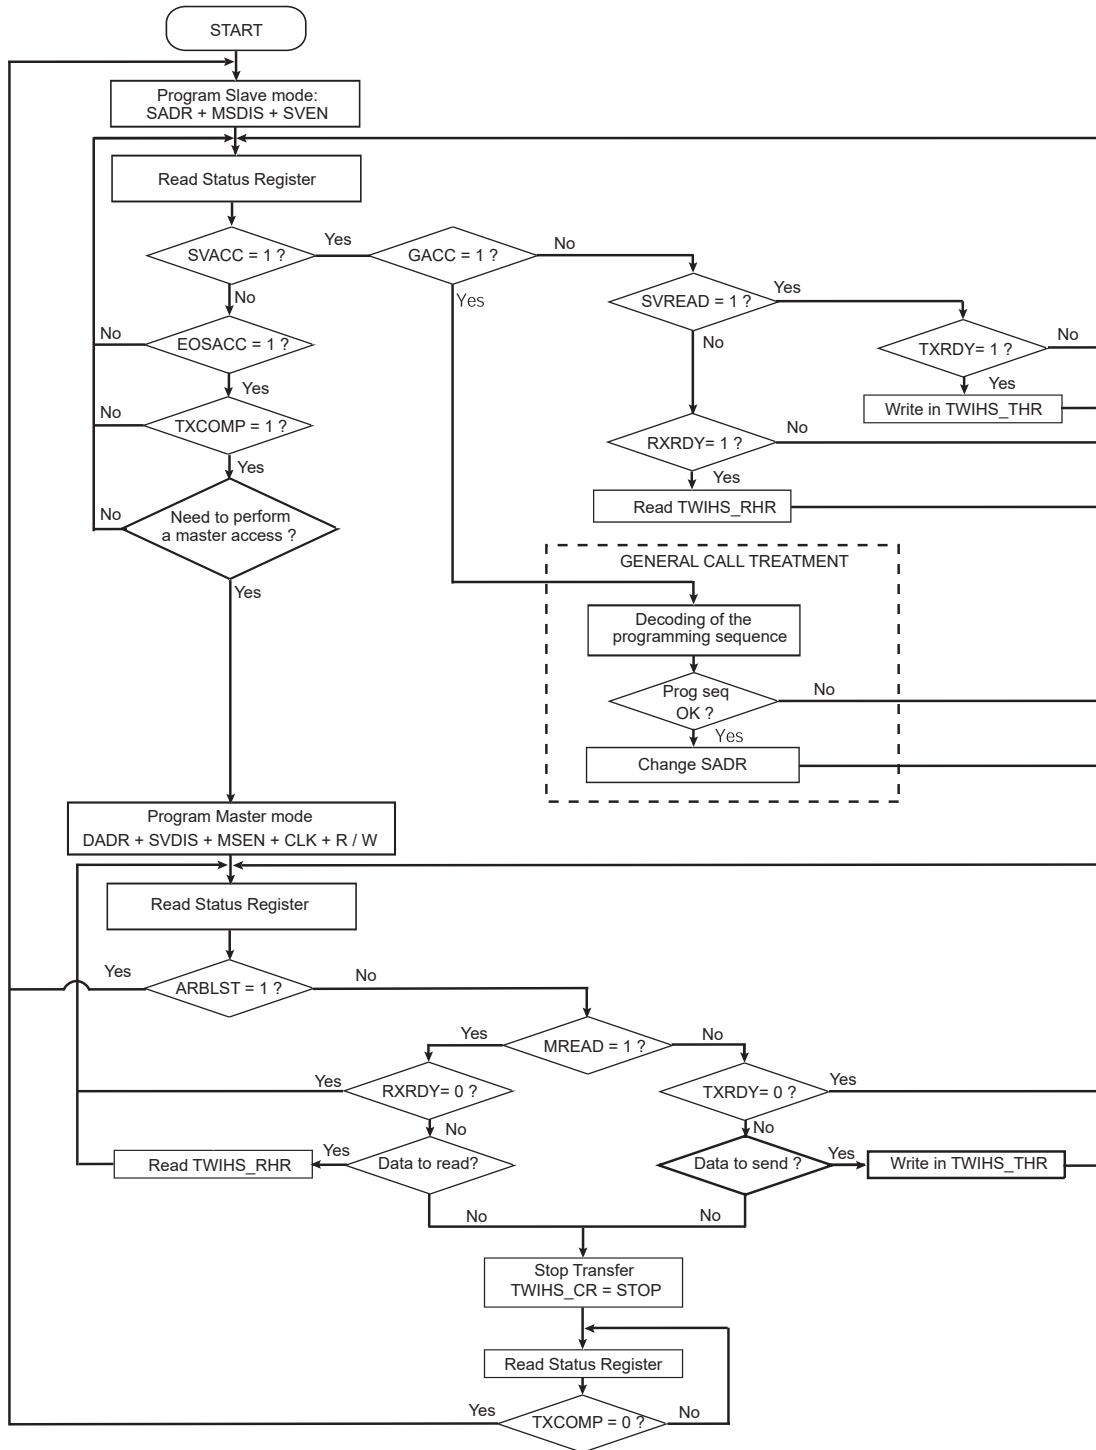 START
Program Slave mode:
SADR + MSDIS + SVEN
Read Status Register
SVACC = 1 ?
Yes
GACC = 1 ?
No
No
Yes
SVREAD = 1 ?
Yes
No
EOSACC = 1 ?
No
TXRDY= 1 ?
No
Yes
Yes
Write in TWIHS_THR
No
TXCOMP = 1 ?
RXRDY= 1 ?
No
Yes
Yes
Read TWIHS_RHR
No
Need to perform
a master access ?
Yes
GENERAL CALL TREATMENT
Decoding of the
programming sequence
Prog seq
OK ?
No
Yes
Change SADR
Program Master mode
DADR + SVDIS + MSEN + CLK + R / W
Read Status Register
Yes
ARBLST = 1 ?
No
Yes
MREAD = 1 ?
No
Yes
RXRDY= 0 ?
TXRDY= 0 ?
Yes
No
No
Read TWIHS_RHR
Yes
Data to read?
Data to send ?
Yes
Write in TWIHS_THR
No
No
Stop Transfer
TWIHS_CR = STOP
Read Status Register
Yes
TXCOMP = 0 ?
No